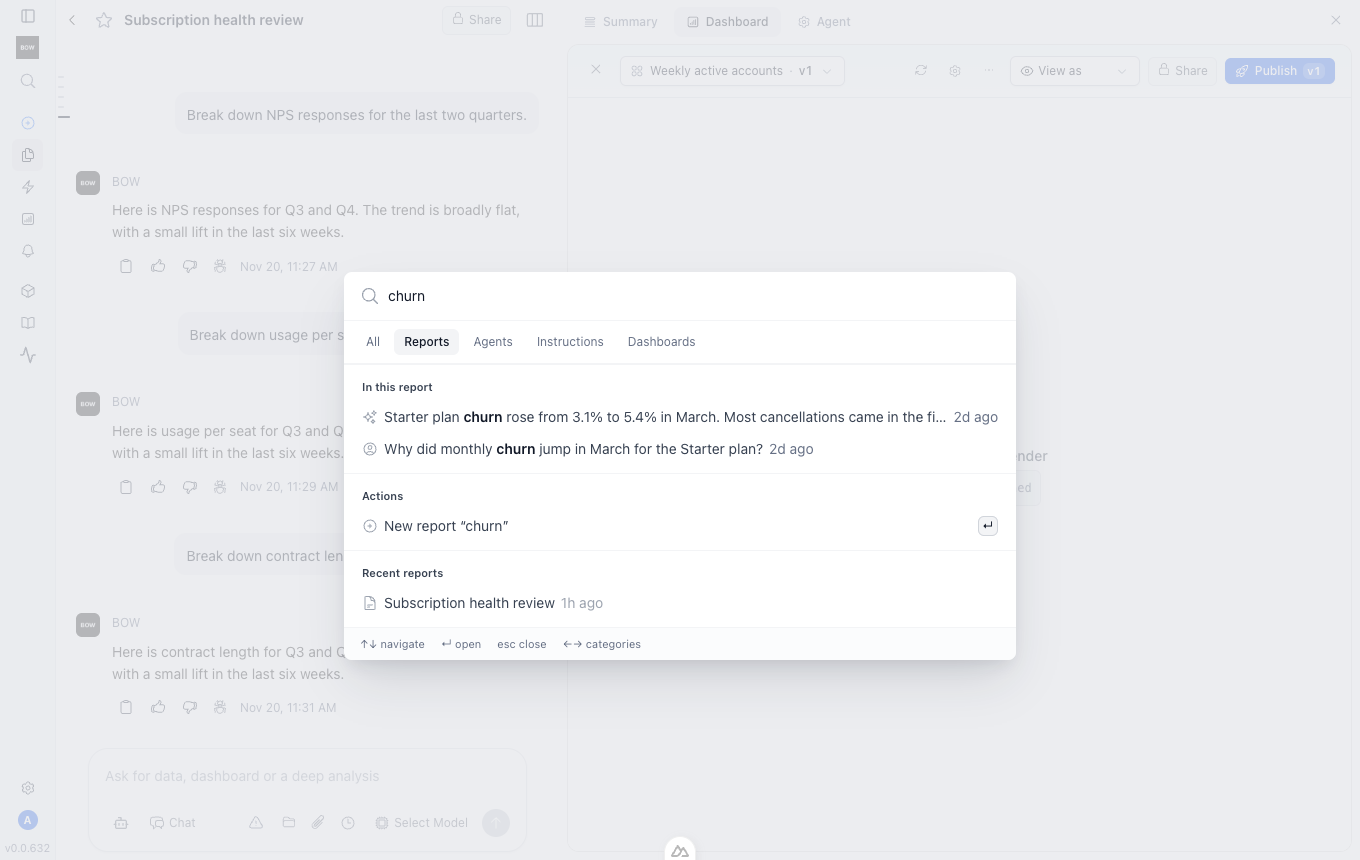 BOW
Subscription health review
Share
Summary
Dashboard
Agent
Weekly active accounts · v1
View as
Share
Publish v1
Break down NPS responses for the last two quarters.
BOW
BOW
Here is NPS responses for Q3 and Q4. The trend is broadly flat,
with a small lift in the last six weeks.
Nov 20, 11:27 AM
Break down usage per s
BOW
BOW
Here is usage per seat for Q3 and Q
with a small lift in the last six weeks.
Nov 20, 11:29 AM
Break down contract len
BOW
BOW
Here is contract length for Q3 and Q
with a small lift in the last six weeks.
Nov 20, 11:31 AM
Ask for data, dashboard or a deep analysis
Chat
Select Model
A
v0.0.632
churn
All
Reports
Agents
Instructions
Dashboards
In this report
Starter plan churn rose from 3.1% to 5.4% in March. Most cancellations came in the fi... 2d ago
Why did monthly churn jump in March for the Starter plan? 2d ago
Actions
New report “churn”
Recent reports
Subscription health review 1h ago
↑↓ navigate
↵ open
esc close
←→ categories
ender
ed